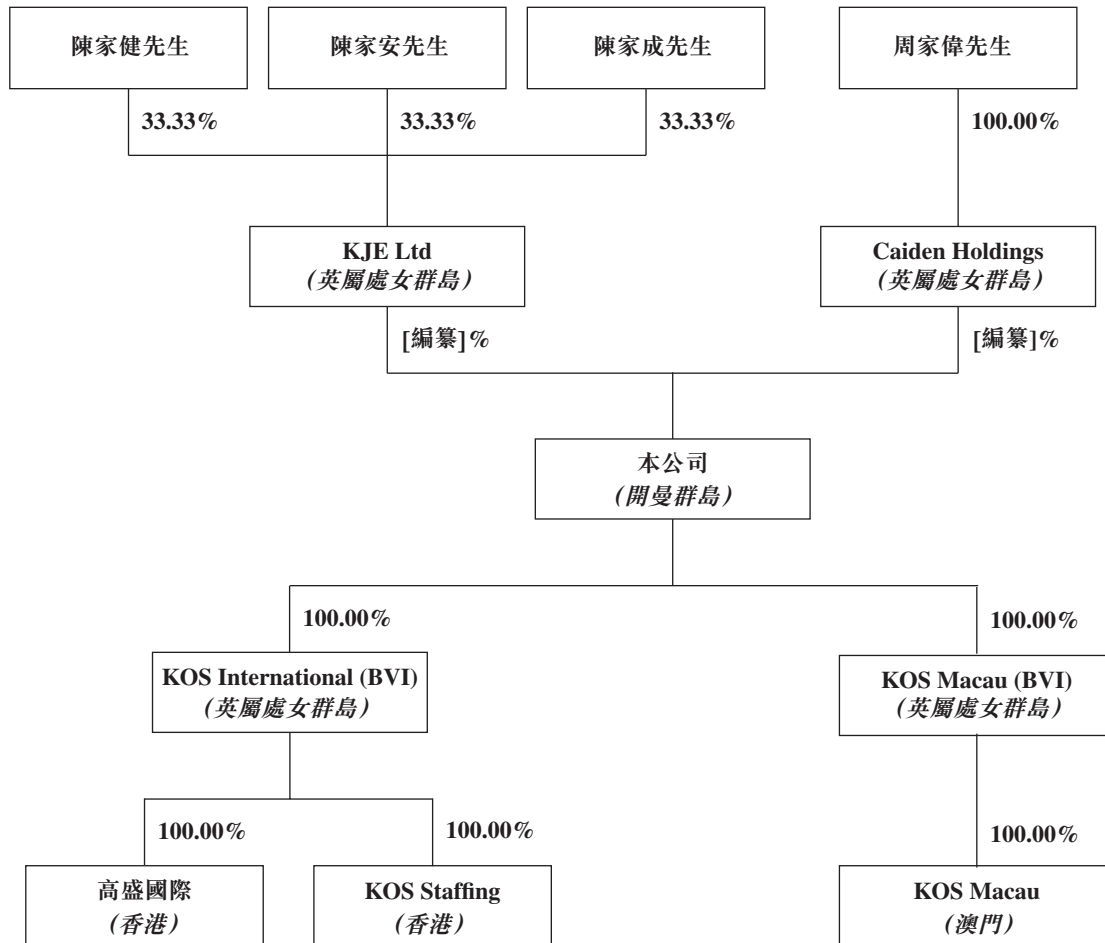 陳家健先生
陳家安先生
陳家成先生
周家偉先生
33.33%
33.33%
33.33%
100.00%
KJE Ltd
(英屬處女群島)
Caiden Holdings
(英屬處女群島)
[編纂]%
[編纂]%
本公司
(開曼群島)
100.00%
100.00%
KOS International (BVI)
(英屬處女群島)
KOS Macau (BVI)
(英屬處女群島)
100.00%
100.00%
100.00%
高盛國際
(香港)
KOS Staffing
(香港)
KOS Macau
(澳門)